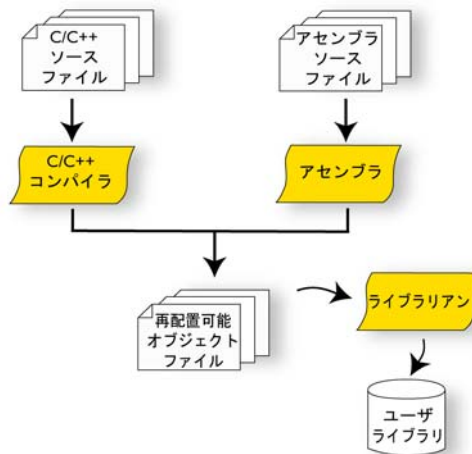 C/C++
ソース
ファイル
アセンブラ
ソース
ファイル
C/C++
コンパイラ
アセンブラ
再配置可能
オブジェクト
ファイル
ライブラリアン
ユーザ
ライブラリ